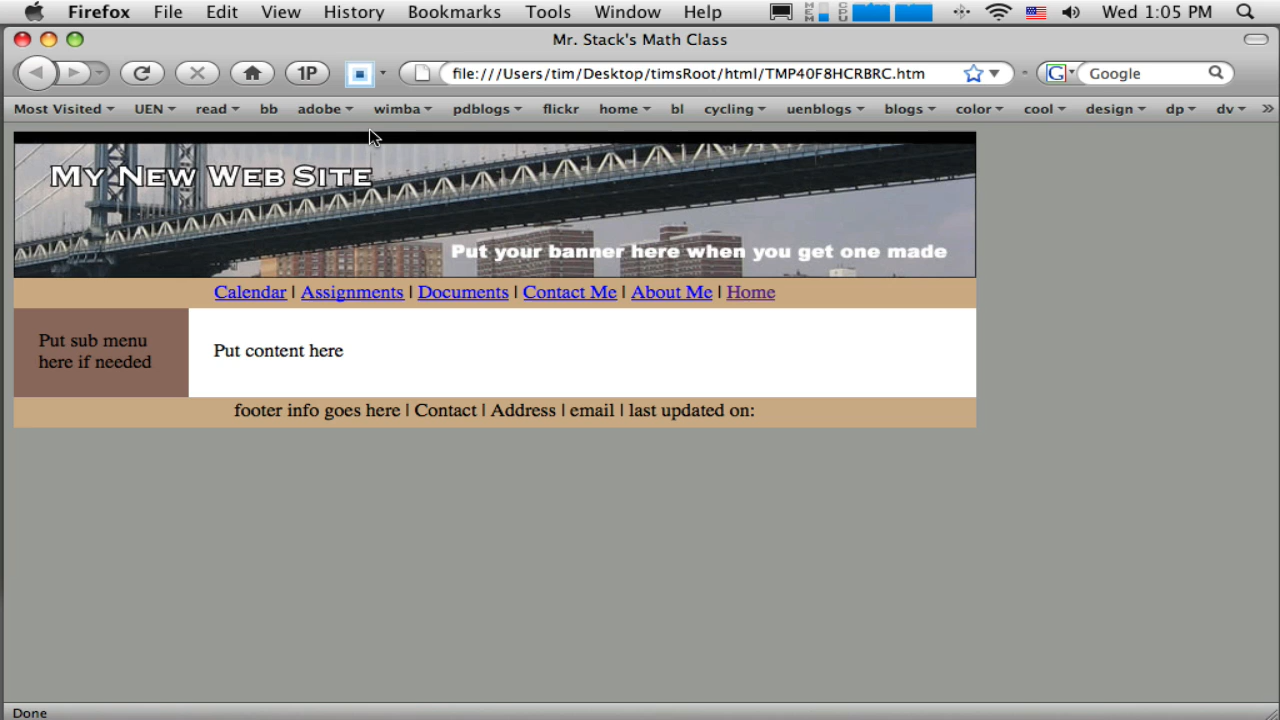 Firefox File Edit View History Bookmarks Tools Window Help MEM CPU Wed 1:05 PM
Mr. Stack's Math Class
1P file:///Users/tim/Desktop/timsRoot/html/TMP40F8HCRBRC.htm G Google
Most Visited UEN read bb adobe wimba pdblogs flickr home bl cycling uenblogs blogs color cool design dp dv »
My New Web Site
Put your banner here when you get one made
Calendar | Assignments | Documents | Contact Me | About Me | Home
Put sub menu
here if needed
Put content here
footer info goes here | Contact | Address | email | last updated on:
Done